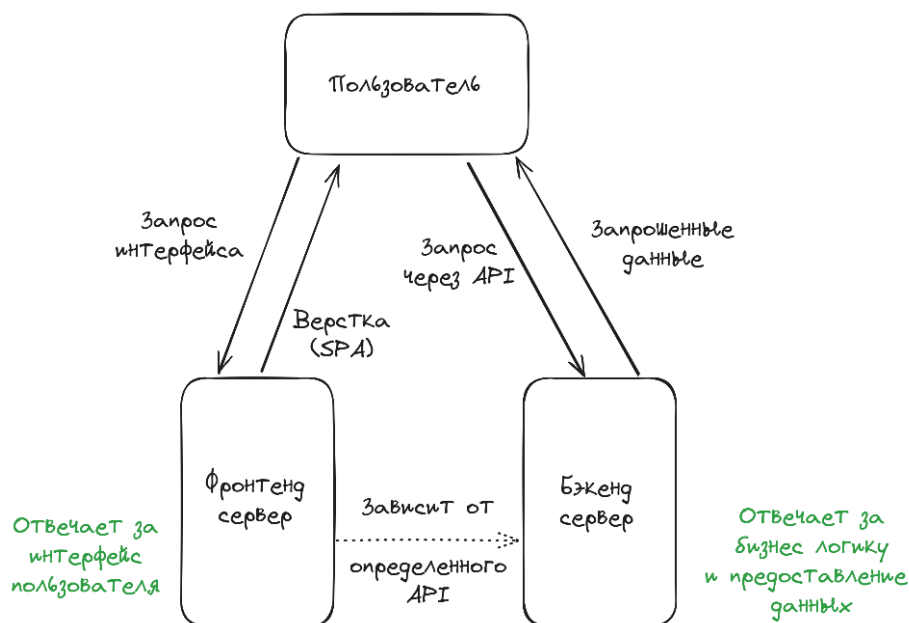 Пользователь
Запрос
интерфейса
Верстка
(SPA)
Запрос
через API
Запрошенные
данные
Фронтенд
сервер
Отвечает за
интерфейс
пользователя
Зависит от
определенного
API
Бэкенд
сервер
Отвечает за
бизнес логику
и предоставление
данных